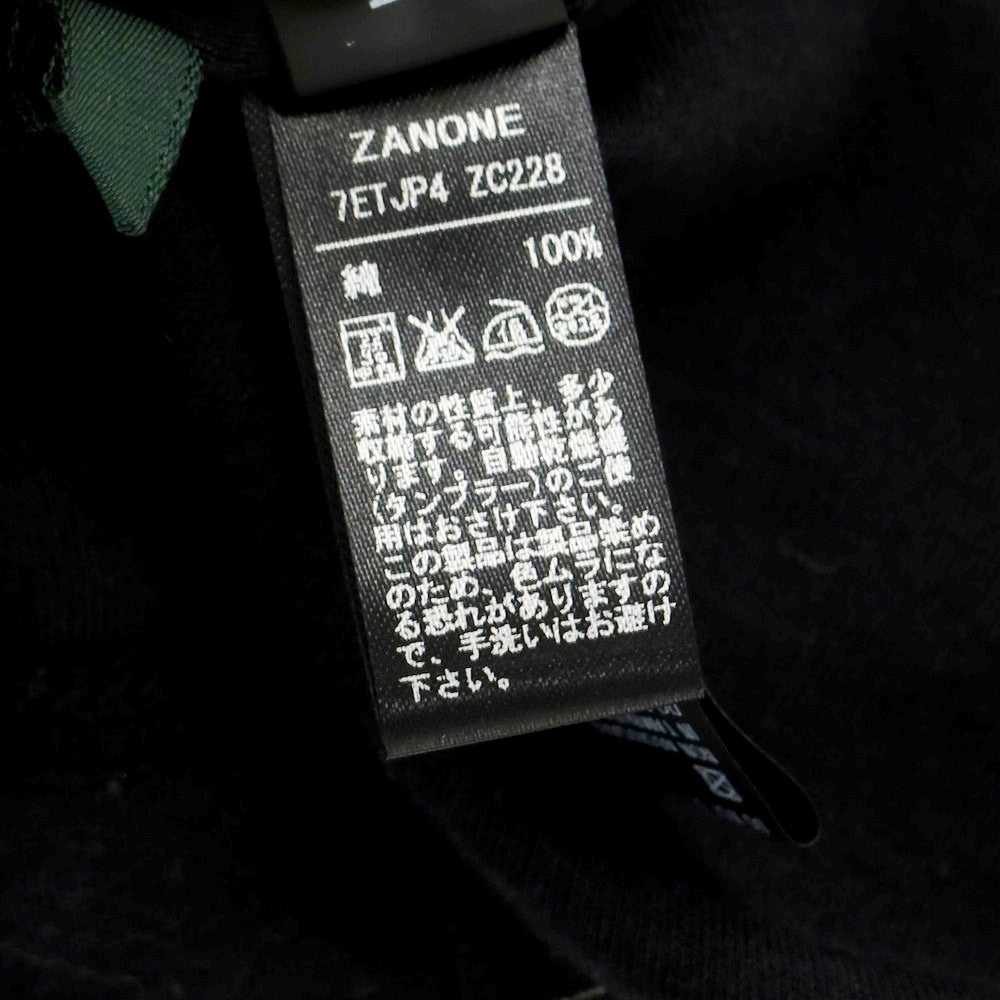 ZANONE
7ETJP4 ZC228
綿 100%
素材の性質上、多少
収縮する可能性があ
ります。自動乾燥機
(タンブラー)のご使
用はおさけ下さい。
この製品は製品染め
のため、色ムラにな
る恐れがありますの
で、手洗いはお避け
下さい。